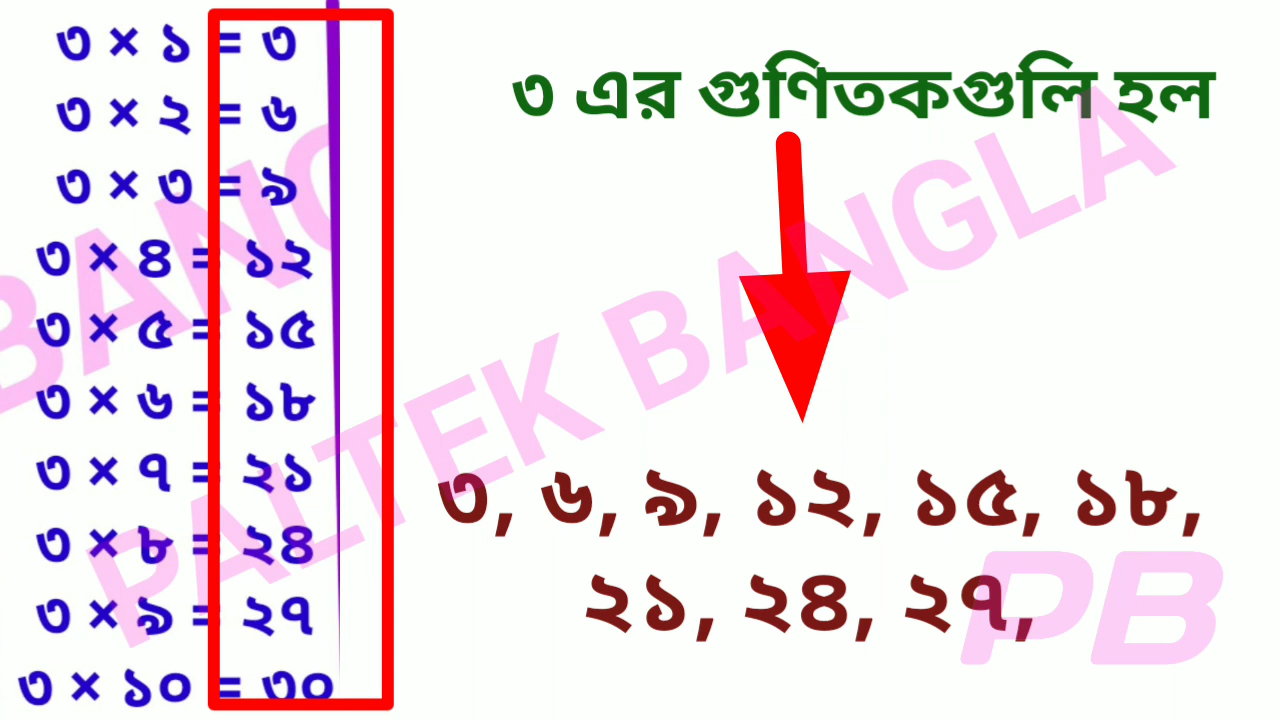 ৩ × ১ = ৩
৩ × ২ = ৬
৩ × ৩ = ৯
৩ × ৪ = ১২
৩ × ৫ = ১৫
৩ × ৬ = ১৮
৩ × ৭ = ২১
৩ × ৮ = ২৪
৩ × ৯ = ২৭
৩ × ১০ = ৩০
৩ এর গুণিতকগুলি হল
৩, ৬, ৯, ১২, ১৫, ১৮,
২১, ২৪, ২৭,
PALTEK BANGLA
BANG
PB